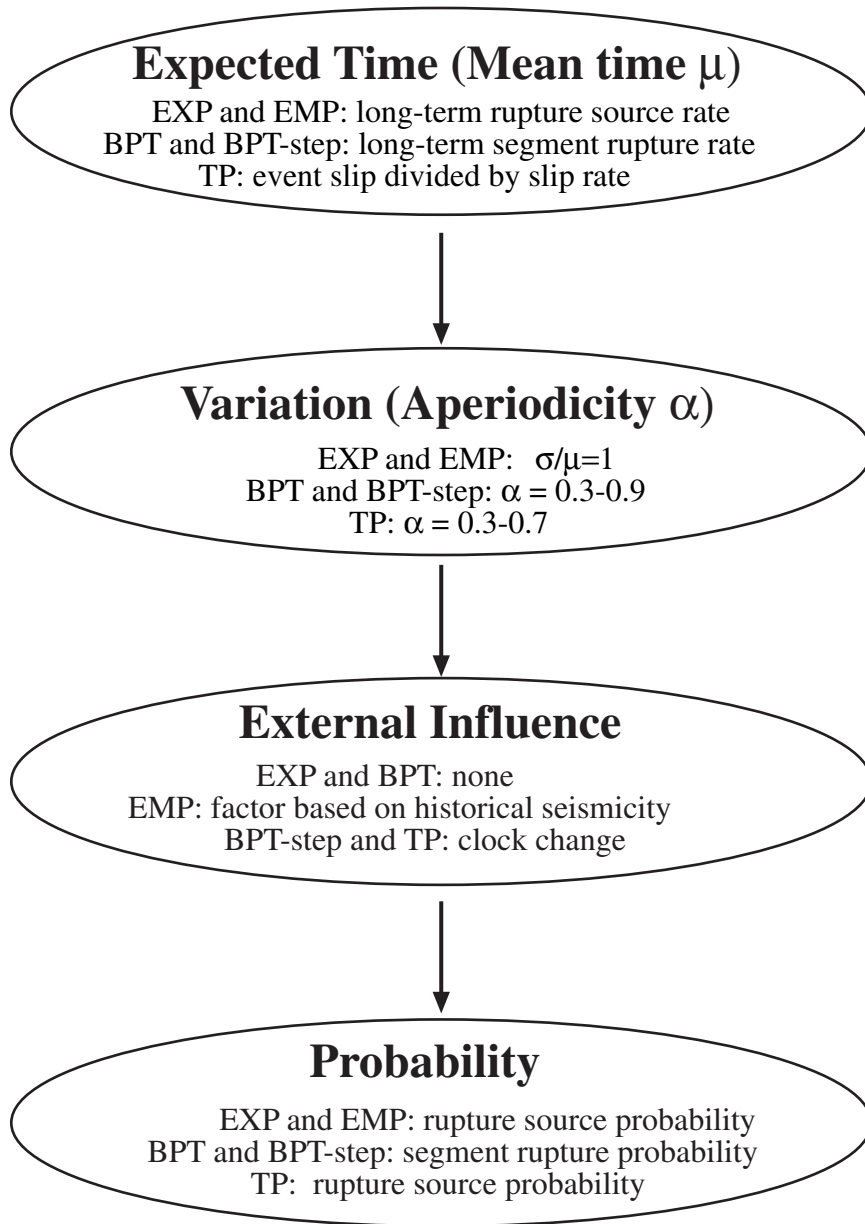 Expected Time (Mean time μ)
EXP and EMP: long-term rupture source rate
BPT and BPT-step: long-term segment rupture rate
TP: event slip divided by slip rate
Variation (Aperiodicity α)
EXP and EMP: σ/μ=1
BPT and BPT-step: α = 0.3-0.9
TP: α = 0.3-0.7
External Influence
EXP and BPT: none
EMP: factor based on historical seismicity
BPT-step and TP: clock change
Probability
EXP and EMP: rupture source probability
BPT and BPT-step: segment rupture probability
TP: rupture source probability